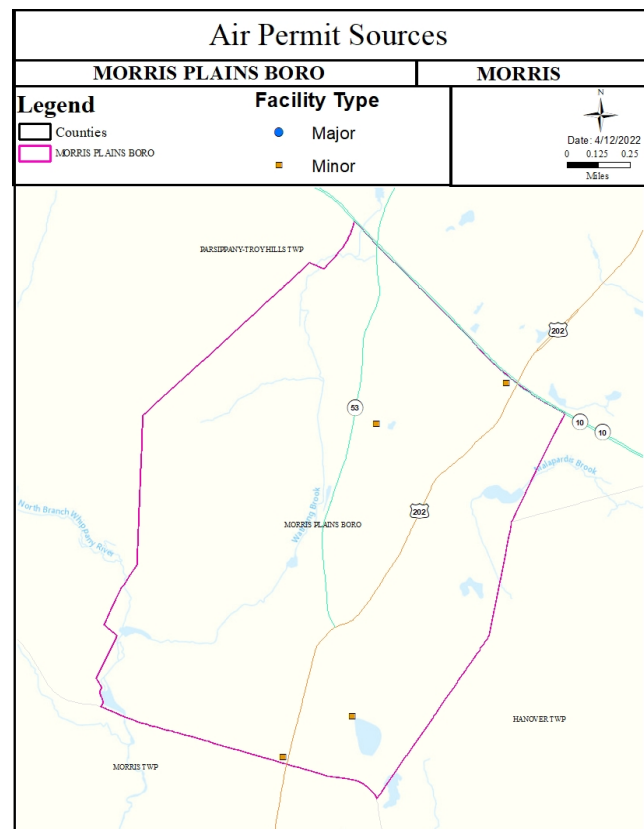 Air Permit Sources
MORRIS PLAINS BORO
MORRIS
Legend
Counties
MORRIS PLAINS BORO
Facility Type
Major
Minor
N
Date: 4/12/2022
0 0.125 0.25
Miles
PARSIPPANY-TROY HILLS TWP
202
53
10
10
Malapardis Brook
North Branch Whippany River
Watnong Brook
202
MORRIS PLAINS BORO
HANOVER TWP
MORRIS TWP